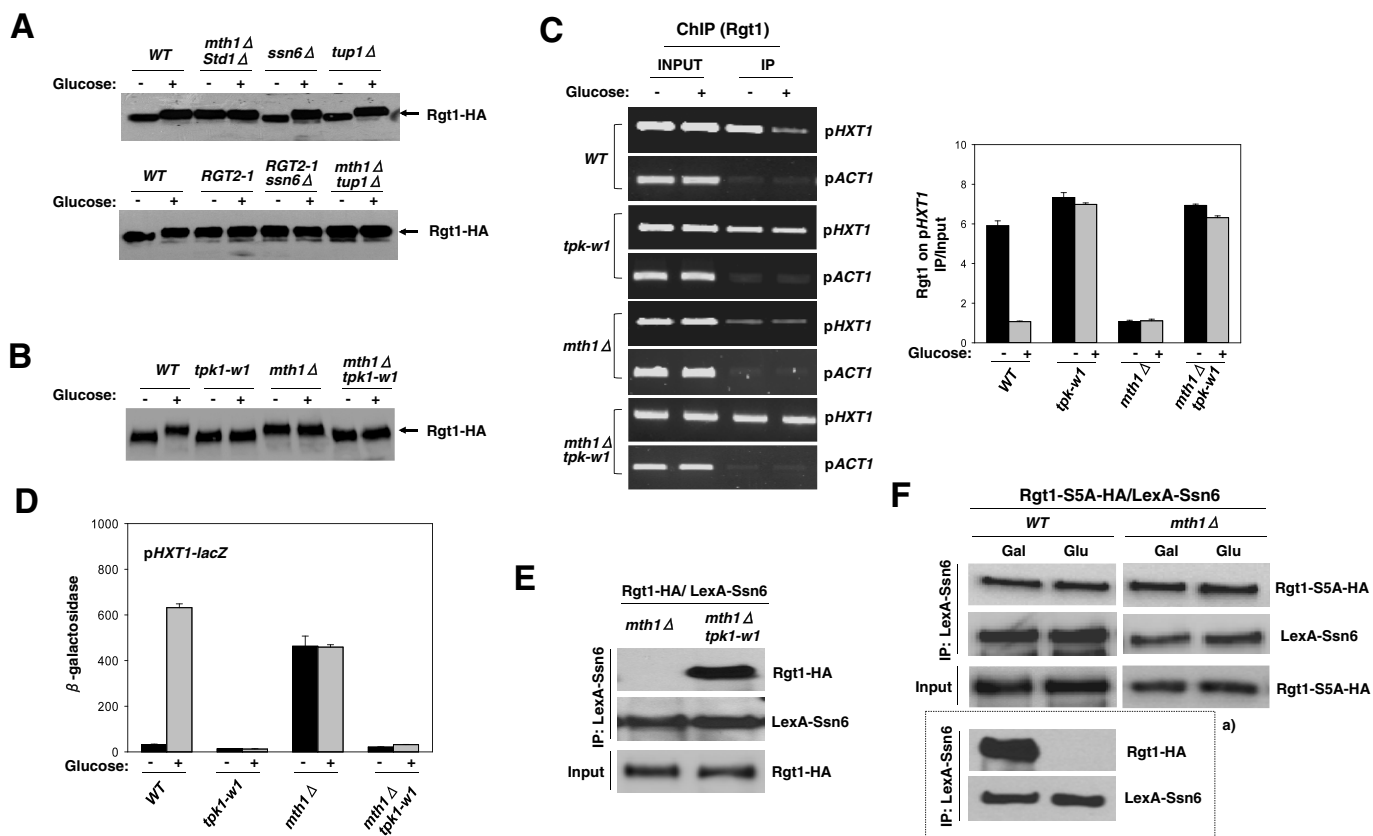 A
WT
mth1Δ Std1Δ
ssn6Δ
tup1Δ
Glucose: - + - + - + - +
Rgt1-HA
WT
RGT2-1
RGT2-1 ssn6Δ
mth1Δ tup1Δ
Glucose: - + - + - + - +
Rgt1-HA
B
WT
tpk1-w1
mth1Δ
mth1Δ tpk1-w1
Glucose: - + - + - + - +
Rgt1-HA
C
ChIP (Rgt1)
INPUT IP
Glucose: - + - +
WT
pHXT1
pACT1
tpk-w1
pHXT1
pACT1
mth1Δ
pHXT1
pACT1
mth1Δ tpk-w1
pHXT1
pACT1
Rgt1 on pHXT1
IP/Input
10
8
6
4
2
0
Glucose: - + - + - + - +
WT
tpk-w1
mth1Δ
mth1Δ tpk-w1
D
β-galactosidase
pHXT1-lacZ
1000
800
600
400
200
0
Glucose: - + - + - + - +
WT
tpk1-w1
mth1Δ
mth1Δ tpk1-w1
E
Rgt1-HA/ LexA-Ssn6
mth1Δ
mth1Δ tpk1-w1
IP: LexA-Ssn6
Rgt1-HA
LexA-Ssn6
Input
Rgt1-HA
F
Rgt1-S5A-HA/LexA-Ssn6
WT mth1Δ
Gal Glu Gal Glu
IP: LexA-Ssn6
Rgt1-S5A-HA
LexA-Ssn6
Input
Rgt1-S5A-HA
a)
IP: LexA-Ssn6
Rgt1-HA
LexA-Ssn6